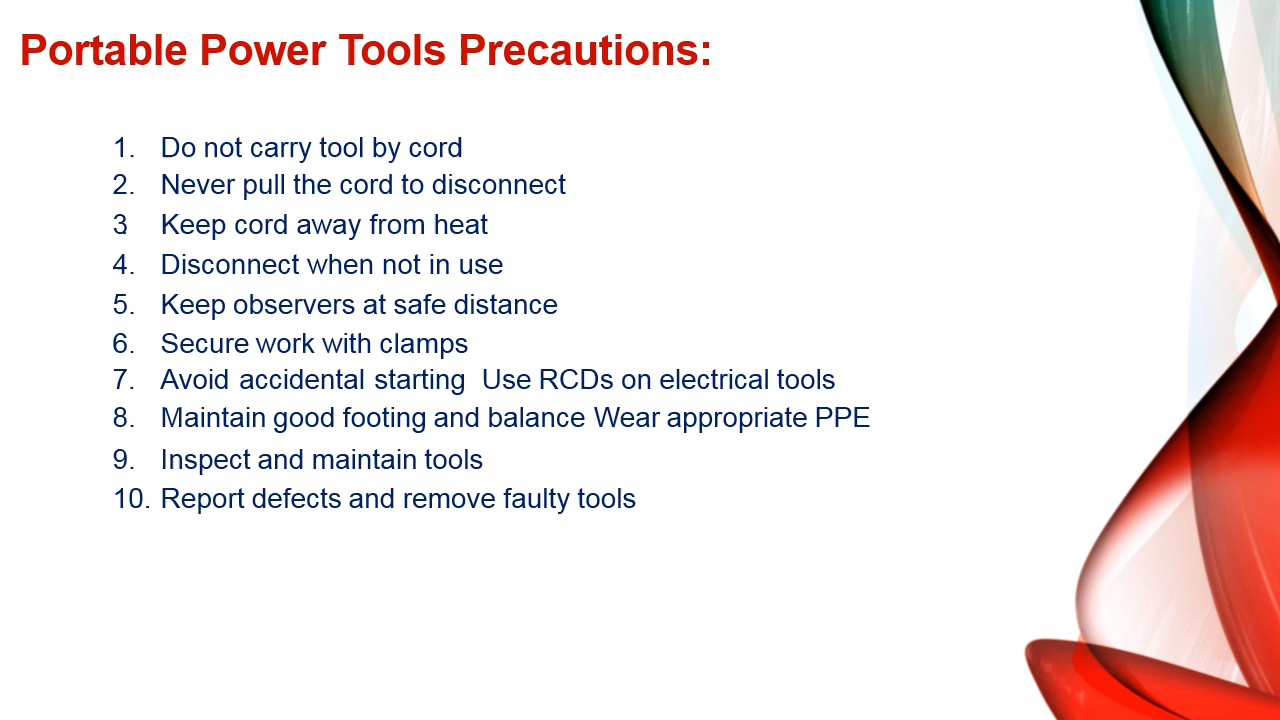 Portable Power Tools Precautions:
1. Do not carry tool by cord
2. Never pull the cord to disconnect
3 Keep cord away from heat
4. Disconnect when not in use
5. Keep observers at safe distance
6. Secure work with clamps
7. Avoid accidental starting  Use RCDs on electrical tools
8. Maintain good footing and balance Wear appropriate PPE
9. Inspect and maintain tools
10. Report defects and remove faulty tools